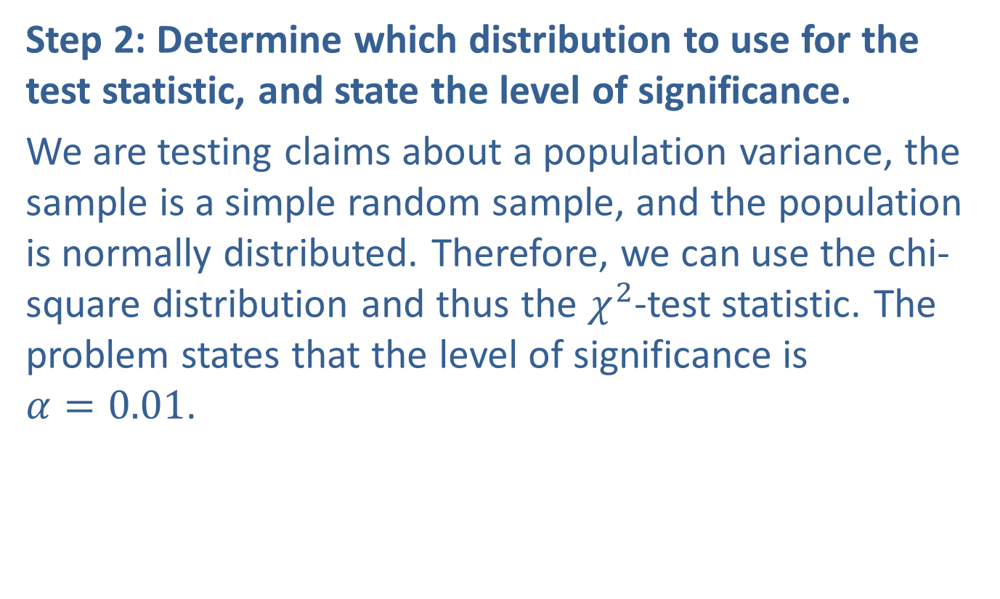 Step 2: Determine which distribution to use for the
test statistic, and state the level of significance.
We are testing claims about a population variance, the
sample is a simple random sample, and the population
is normally distributed. Therefore, we can use the chi-
square distribution and thus the χ²-test statistic. The
problem states that the level of significance is
α = 0.01.